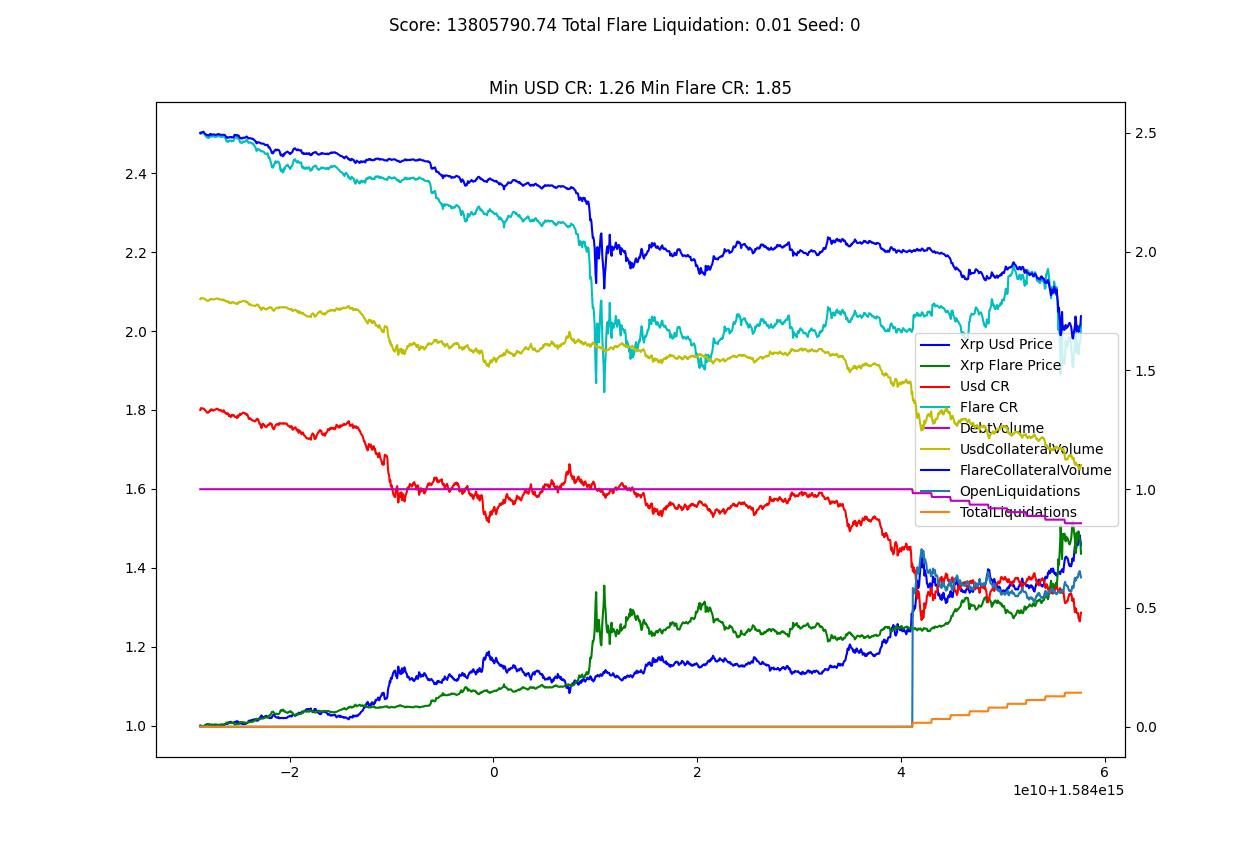 Score: 13805790.74 Total Flare Liquidation: 0.01 Seed: 0
Min USD CR: 1.26 Min Flare CR: 1.85
2.4
2.2
2.0
1.8
1.6
1.4
1.2
1.0
2.5
2.0
1.5
1.0
0.5
0.0
Xrp Usd Price
Xrp Flare Price
Usd CR
Flare CR
DebtVolume
UsdCollateralVolume
FlareCollateralVolume
OpenLiquidations
TotalLiquidations
−2 0 2 4 6
1e10+1.584e15